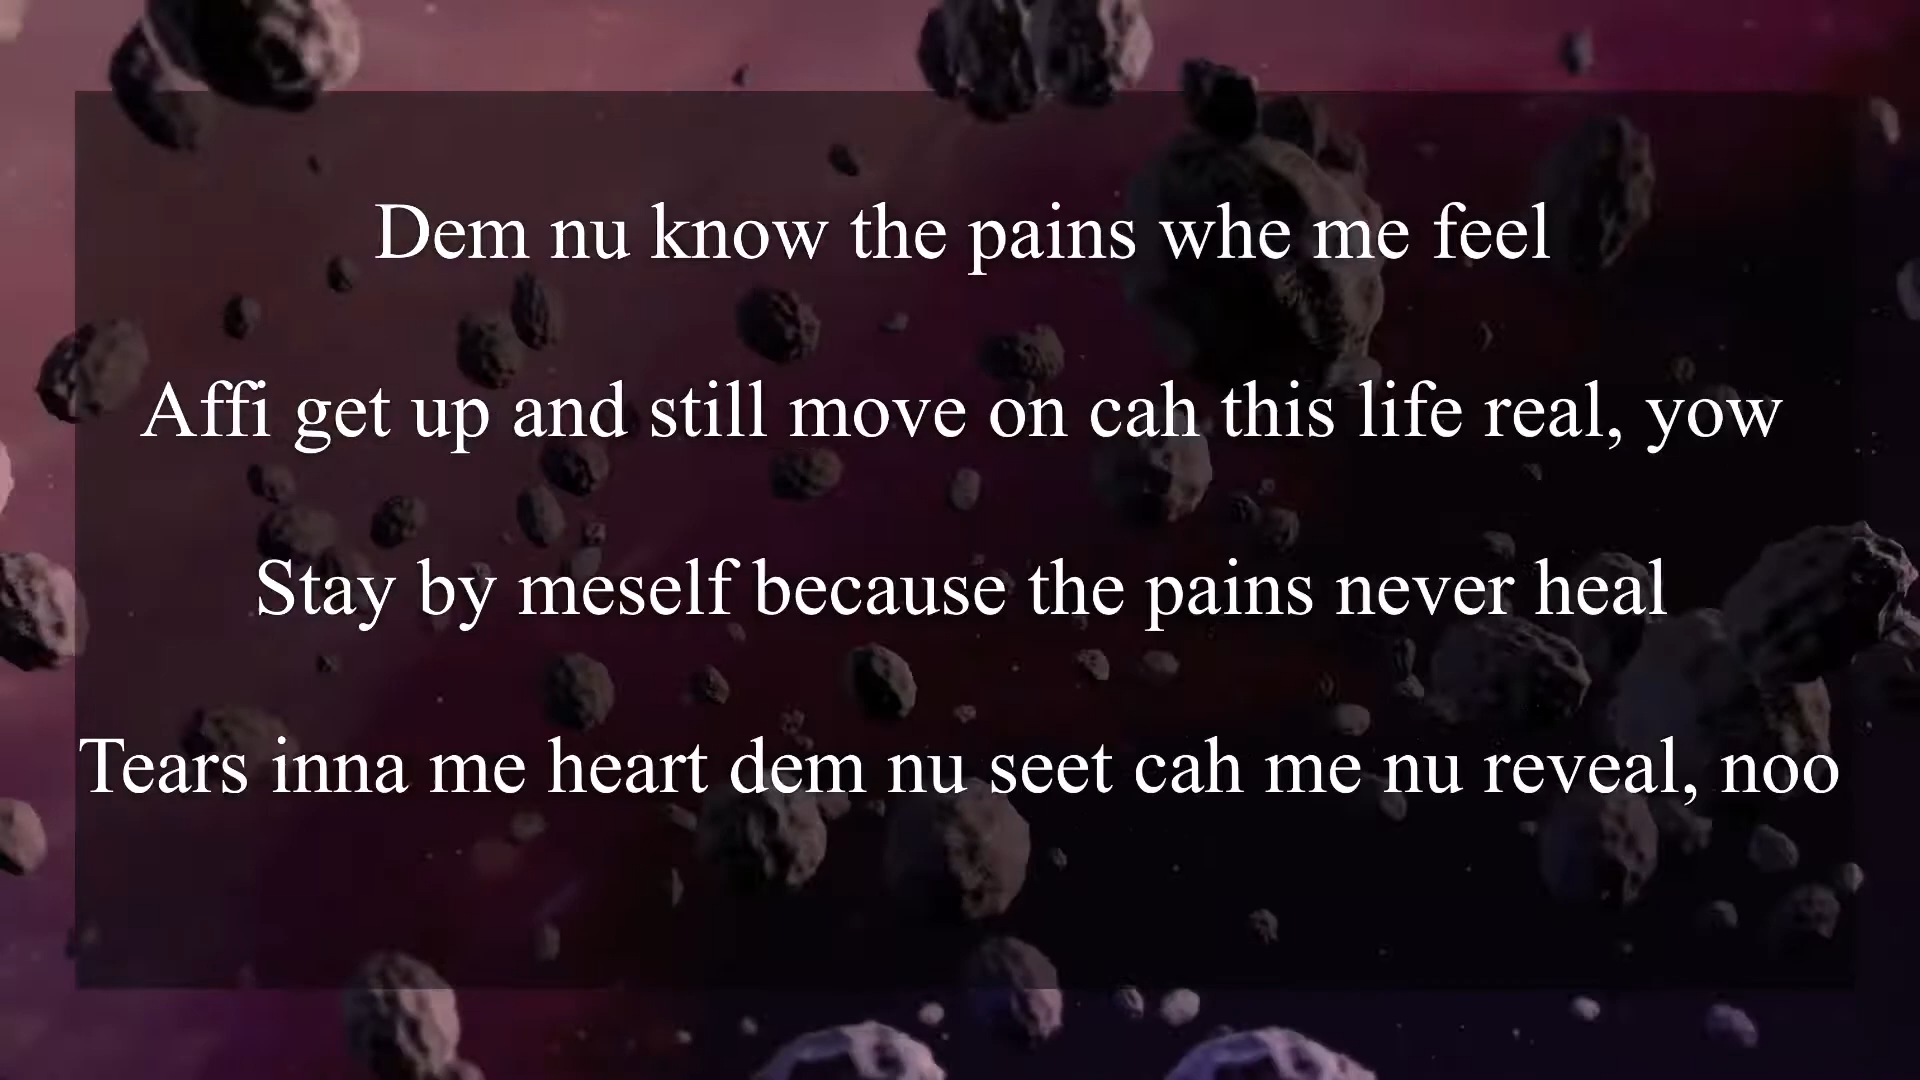 Dem nu know the pains whe me feel
Affi get up and still move on cah this life real, yow
Stay by meself because the pains never heal
Tears inna me heart dem nu seet cah me nu reveal, noo